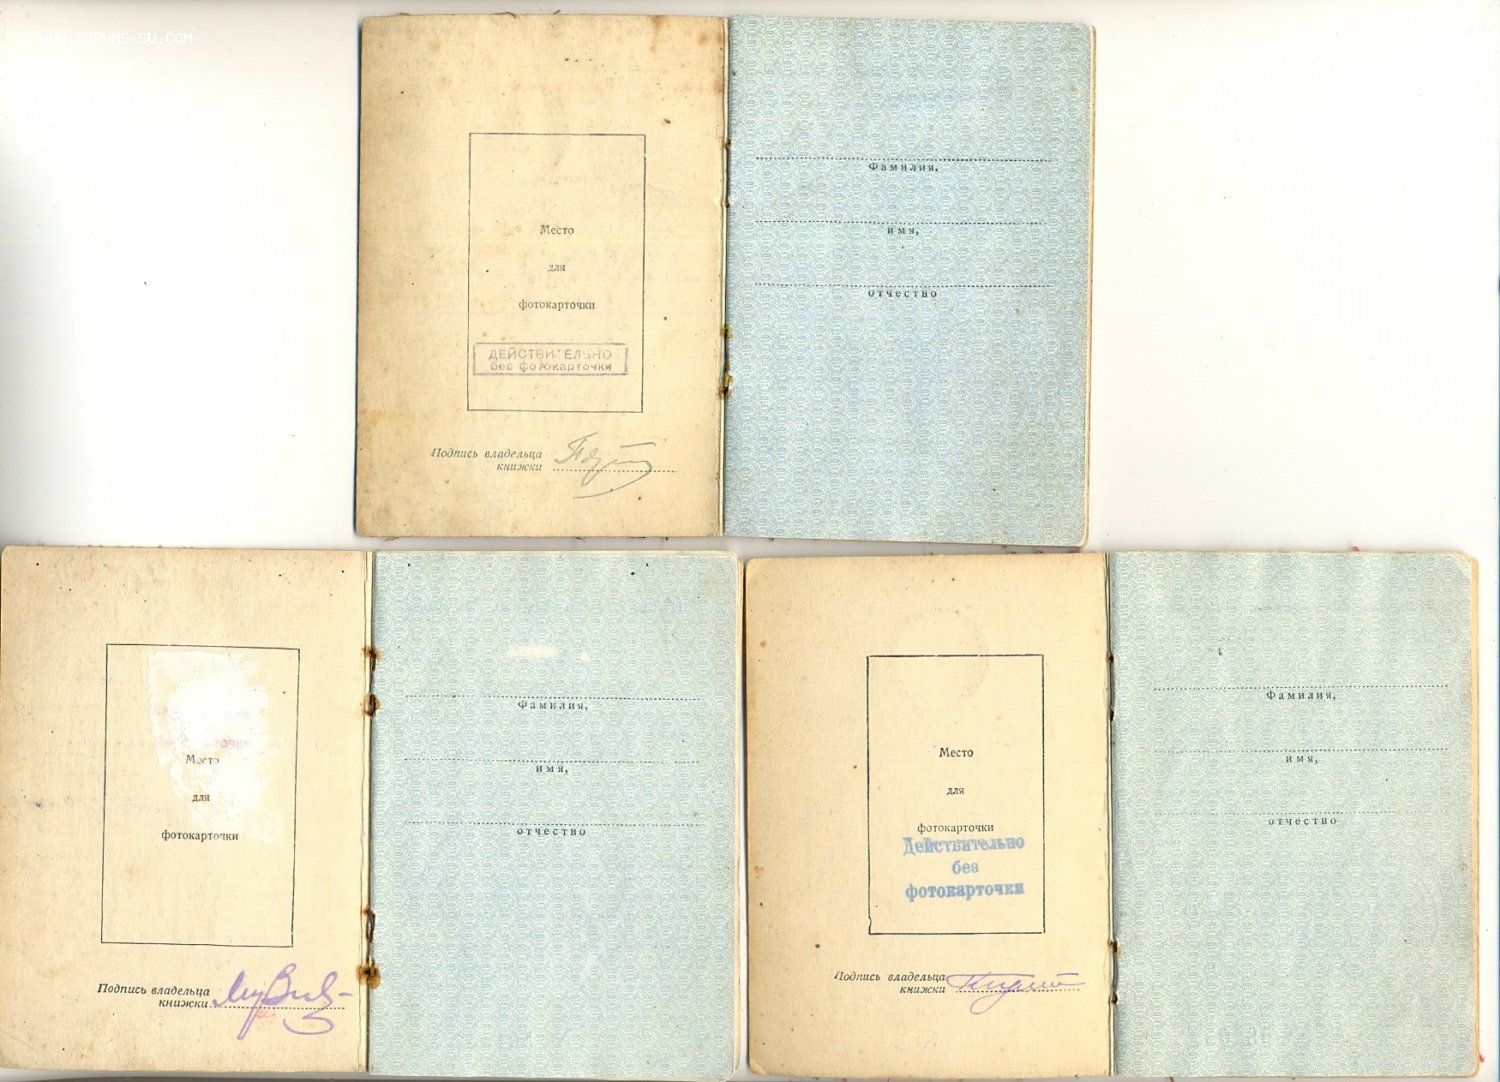 WWW.FORUMS-SU.COM
Место
для
фотокарточки
ДЕЙСТВИТЕЛЬНО
без фотокарточки
Подпись владельца
книжки
Фамилия,
имя,
отчество
Место
для
фотокарточки
Подпись владельца
книжки
Фамилия,
имя,
отчество
Место
для
фотокарточки
Действительно
без
фотокарточки
Подпись владельца
книжки
Фамилия,
имя,
отчество